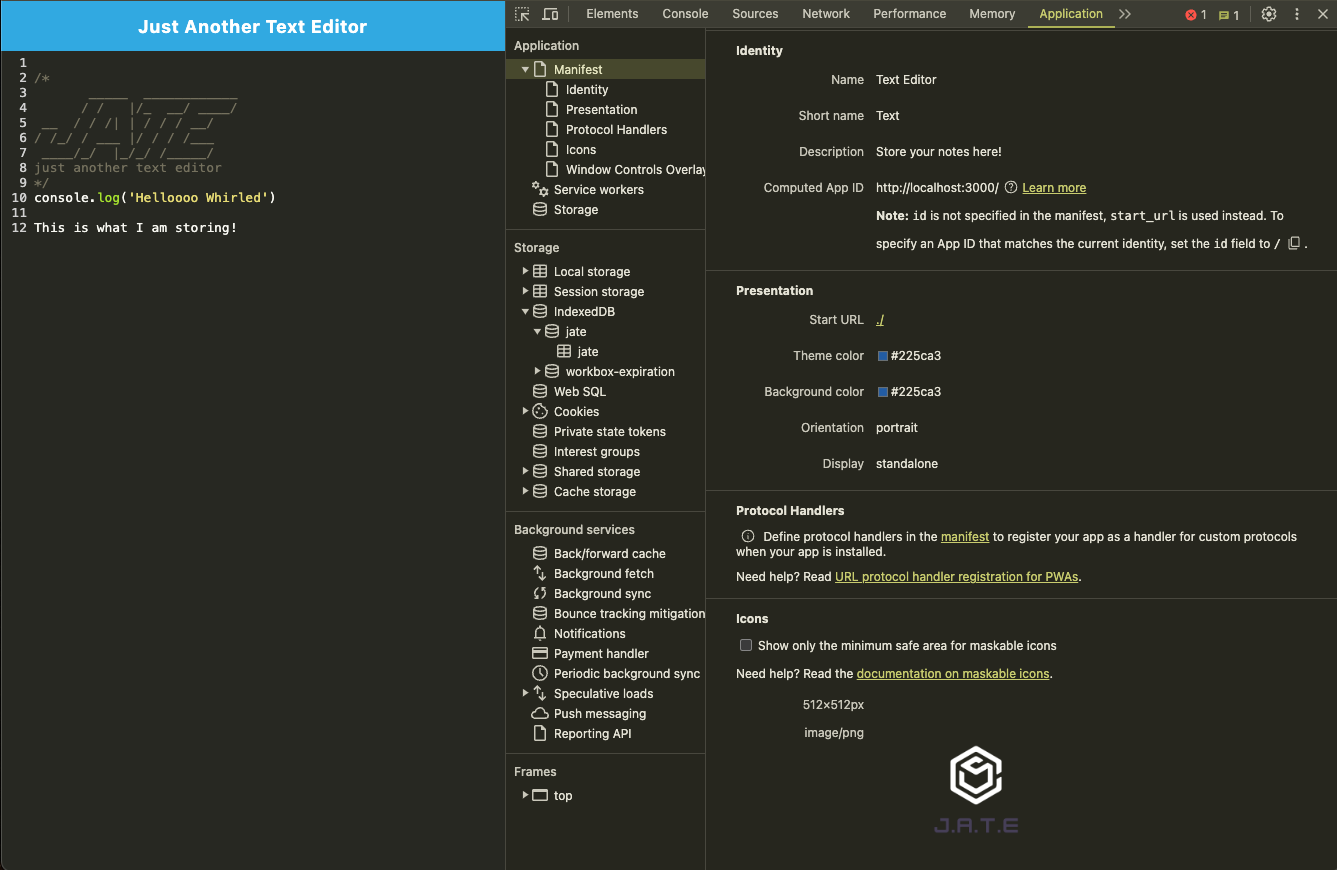 Just Another Text Editor
1
2 /*
3
4
5
6
7
8 just another text editor
9 */
10 console.log('Helloooo Whirled')
11
12 This is what I am storing!
Elements Console Sources Network Performance Memory Application 1 1
Application
Manifest
Identity
Presentation
Protocol Handlers
Icons
Window Controls Overlay
Service workers
Storage
Storage
Local storage
Session storage
IndexedDB
jate
jate
workbox-expiration
Web SQL
Cookies
Private state tokens
Interest groups
Shared storage
Cache storage
Background services
Back/forward cache
Background fetch
Background sync
Bounce tracking mitigation
Notifications
Payment handler
Periodic background sync
Speculative loads
Push messaging
Reporting API
Frames
top
Identity
Name Text Editor
Short name Text
Description Store your notes here!
Computed App ID http://localhost:3000/ Learn more
Note: id is not specified in the manifest, start_url is used instead. To
specify an App ID that matches the current identity, set the id field to / .
Presentation
Start URL ./
Theme color #225ca3
Background color #225ca3
Orientation portrait
Display standalone
Protocol Handlers
Define protocol handlers in the manifest to register your app as a handler for custom protocols
when your app is installed.
Need help? Read URL protocol handler registration for PWAs.
Icons
Show only the minimum safe area for maskable icons
Need help? Read the documentation on maskable icons.
512×512px
image/png
J.A.T.E